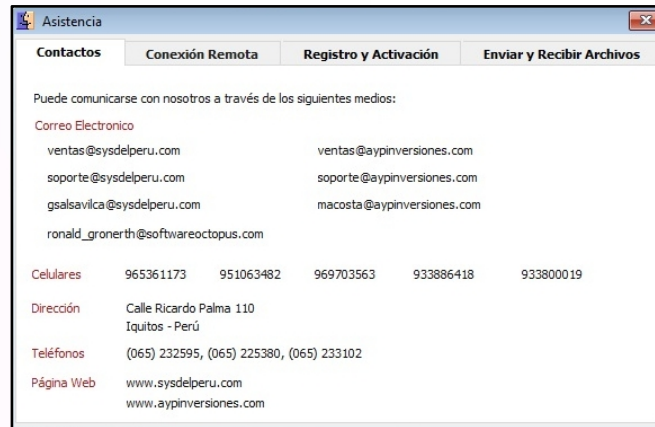 Asistencia
Contactos Conexión Remota Registro y Activación Enviar y Recibir Archivos
Puede comunicarse con nosotros a través de los siguientes medios:
Correo Electronico
ventas@sysdelperu.com ventas@aypinversiones.com
soporte@sysdelperu.com soporte@aypinversiones.com
gsalsavilca@sysdelperu.com macosta@aypinversiones.com
ronald_gronerth@softwareoctopus.com
Celulares 965361173 951063482 969703563 933886418 933800019
Dirección Calle Ricardo Palma 110
Iquitos - Perú
Teléfonos (065) 232595, (065) 225380, (065) 233102
Página Web www.sysdelperu.com
www.aypinversiones.com